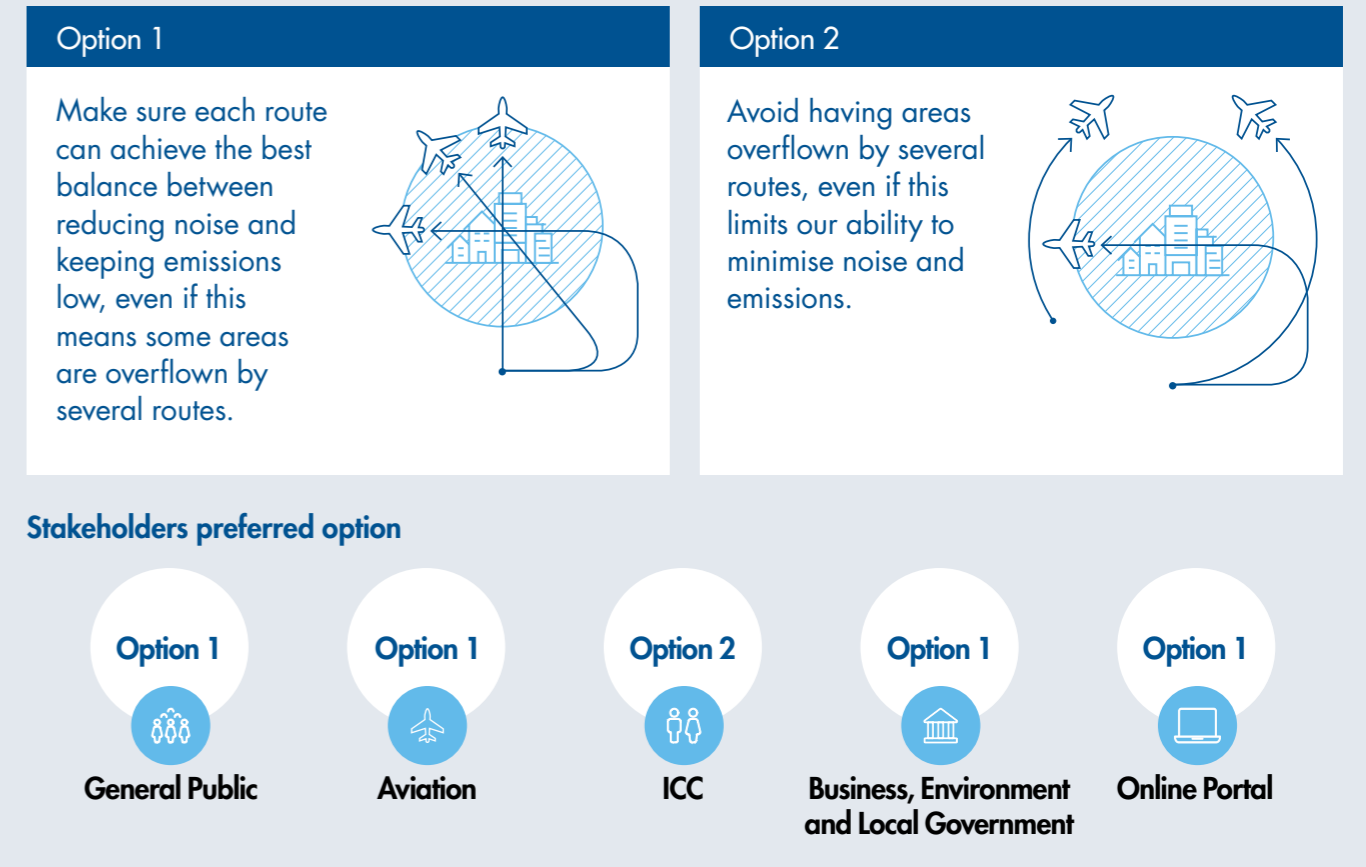 Option 1
Make sure each route
can achieve the best
balance between
reducing noise and
keeping emissions
low, even if this
means some areas
are overflown by
several routes.
Option 2
Avoid having areas
overflown by several
routes, even if this
limits our ability to
minimise noise and
emissions.
Stakeholders preferred option
Option 1
General Public
Option 1
Aviation
Option 2
ICC
Option 1
Business, Environment
and Local Government
Option 1
Online Portal